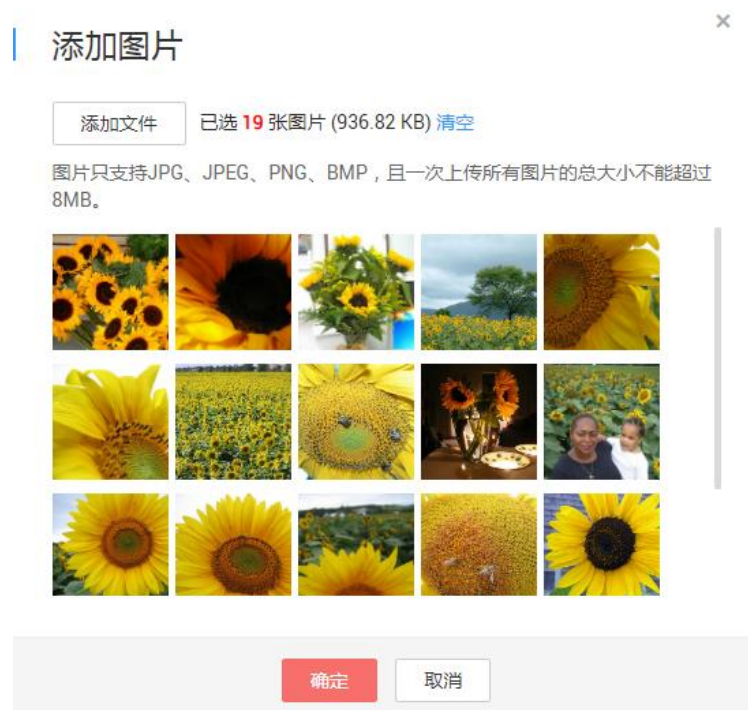 添加图片
添加文件 已选 19 张图片 (936.82 KB) 清空
图片只支持JPG、JPEG、PNG、BMP，且一次上传所有图片的总大小不能超过
8MB。
确定 取消